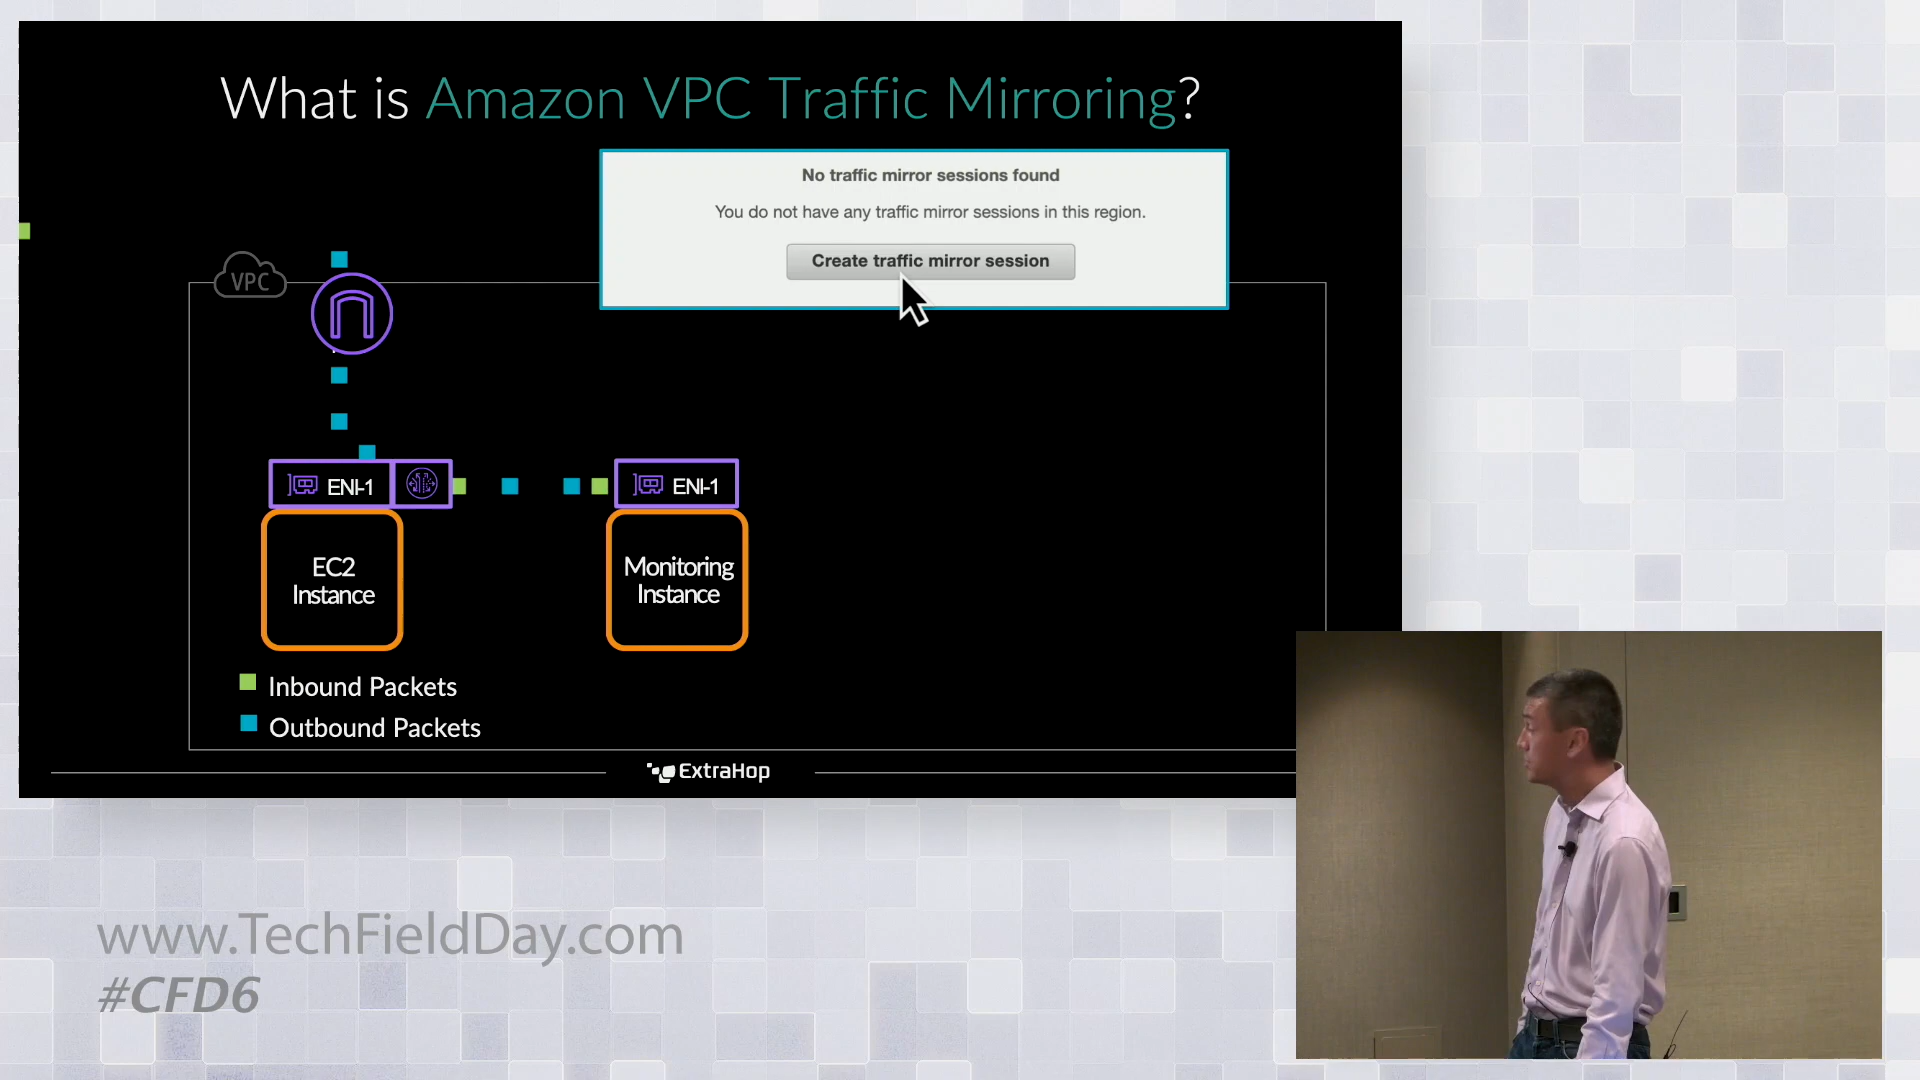 What is Amazon VPC Traffic Mirroring?
No traffic mirror sessions found
You do not have any traffic mirror sessions in this region.
Create traffic mirror session
VPC
ENI-1
ENI-1
EC2
Instance
Monitoring
Instance
Inbound Packets
Outbound Packets
ExtraHop
www.TechFieldDay.com
#CFD6